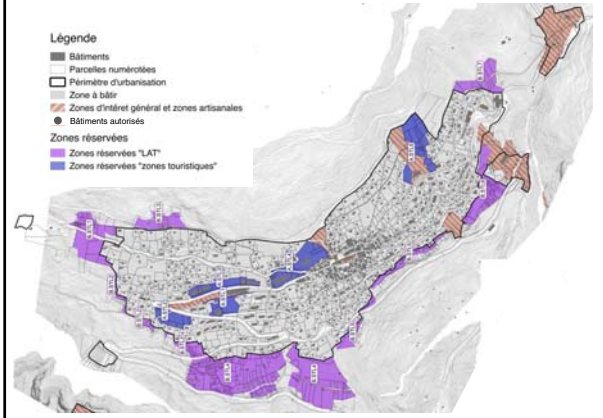 Légende
Bâtiments
Parcelles numérotées
Périmètre d'urbanisation
Zone à bâtir
Zones d'intéret général et zones artisanales
Bâtiments autorisés
Zones réservées
Zones réservées "LAT"
Zones réservées "zones touristiques"